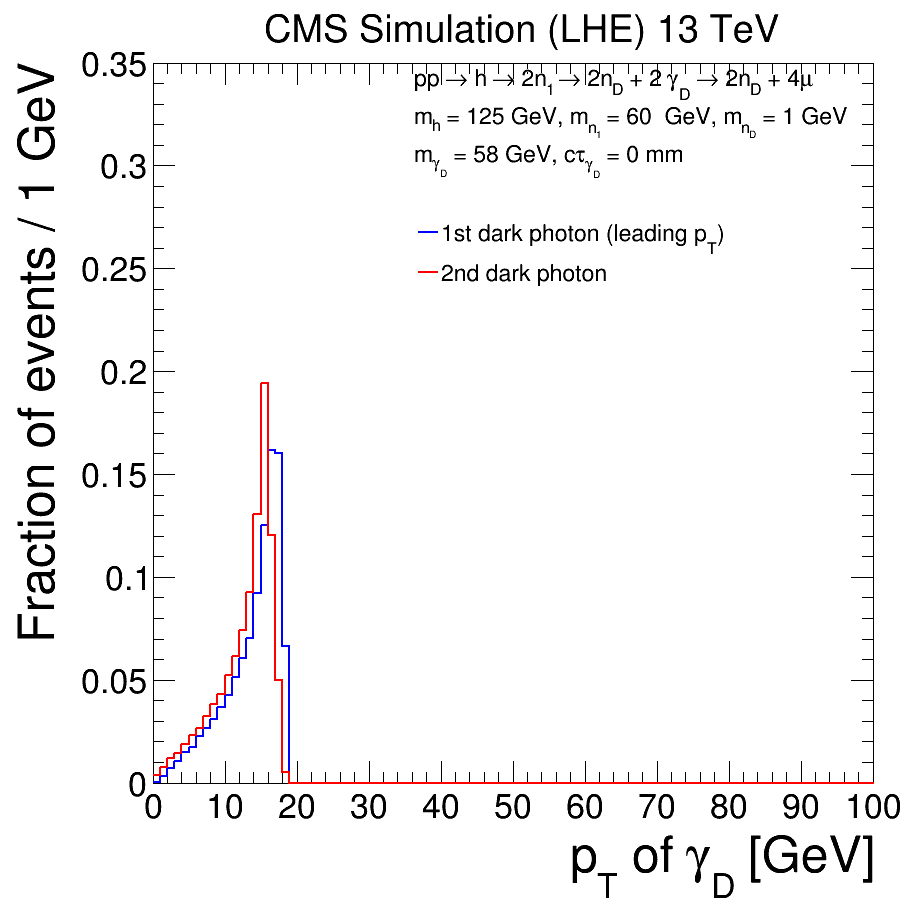 CMS Simulation (LHE) 13 TeV
pp → h → 2n₁ → 2n_D + 2 γ_D → 2n_D + 4μ
m_h = 125 GeV, m_n₁ = 60 GeV, m_n_D = 1 GeV
m_γ_D = 58 GeV, cτ_γ_D = 0 mm
1st dark photon (leading p_T)
2nd dark photon
Fraction of events / 1 GeV
0.35
0.3
0.25
0.2
0.15
0.1
0.05
0
0 10 20 30 40 50 60 70 80 90 100
p_T of γ_D [GeV]